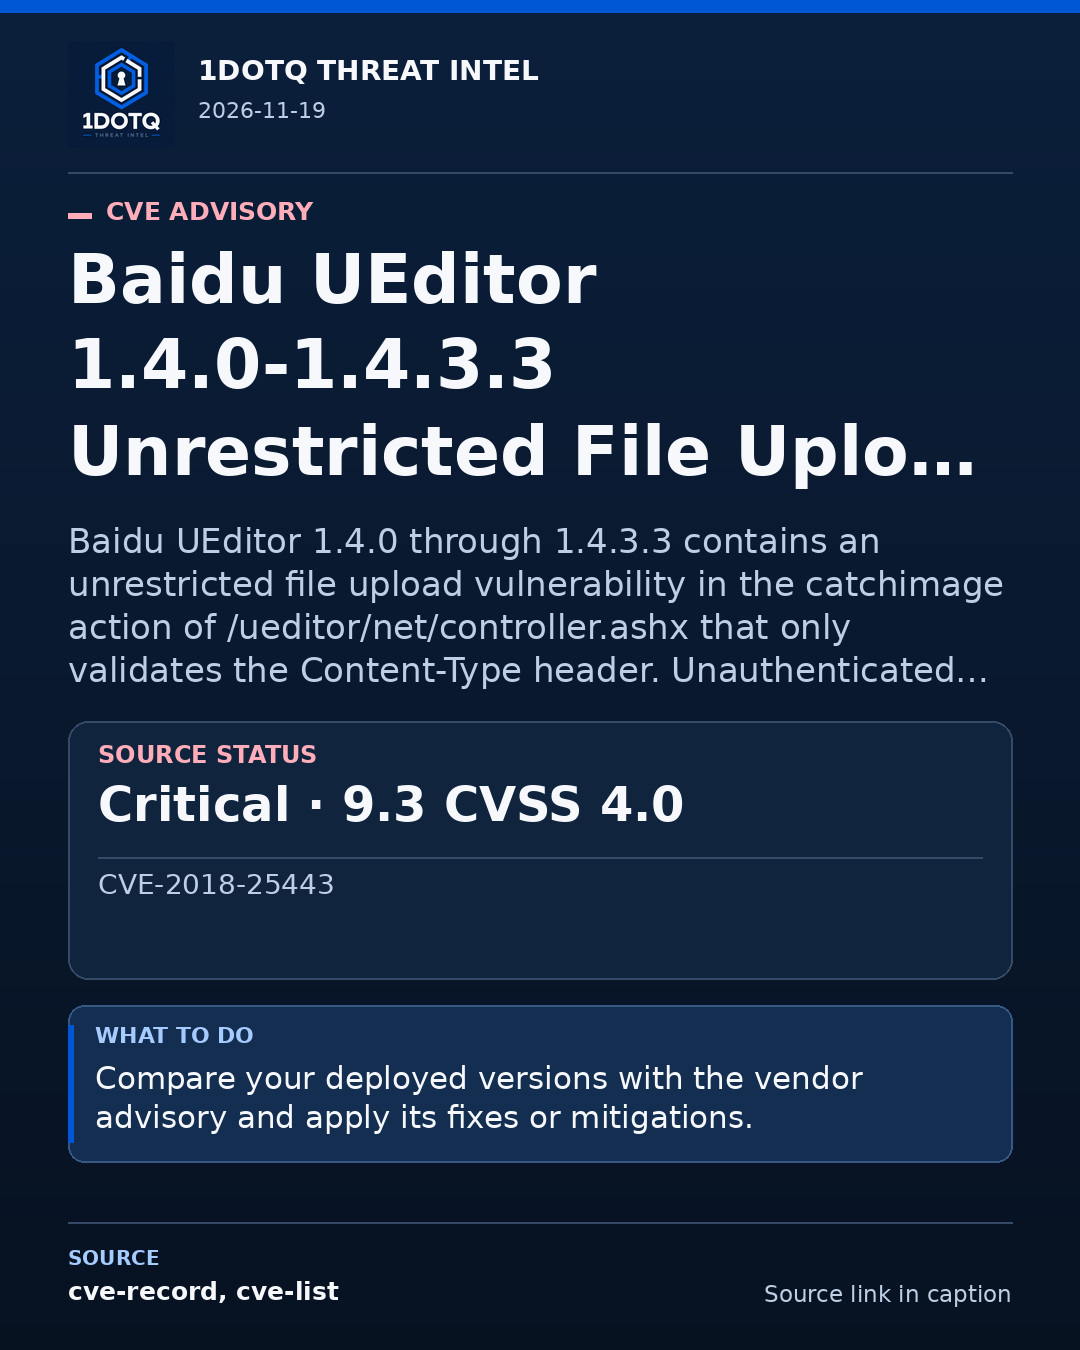 1DOTQ
THREAT INTEL
1DOTQ THREAT INTEL
2026-11-19
CVE ADVISORY
Baidu UEditor
1.4.0-1.4.3.3
Unrestricted File Uplo...
Baidu UEditor 1.4.0 through 1.4.3.3 contains an
unrestricted file upload vulnerability in the catchimage
action of /ueditor/net/controller.ashx that only
validates the Content-Type header. Unauthenticated...
SOURCE STATUS
Critical · 9.3 CVSS 4.0
CVE-2018-25443
WHAT TO DO
Compare your deployed versions with the vendor
advisory and apply its fixes or mitigations.
SOURCE
cve-record, cve-list
Source link in caption